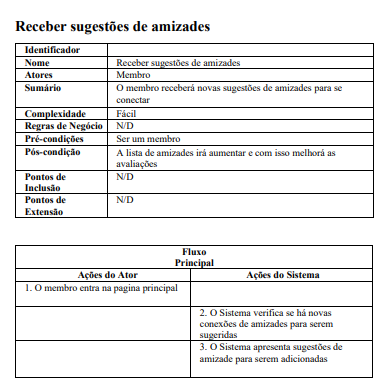 Receber sugestões de amizades
Identificador
Nome Receber sugestões de amizades
Atores Membro
Sumário O membro receberá novas sugestões de amizades para se
conectar
Complexidade Fácil
Regras de Negócio N/D
Pré-condições Ser um membro
Pós-condição A lista de amizades irá aumentar e com isso melhorá as
avaliações
Pontos de N/D
Inclusão
Pontos de N/D
Extensão
Fluxo
Principal
Ações do Ator Ações do Sistema
1. O membro entra na pagina principal
2. O Sistema verifica se há novas
conexões de amizades para serem
sugeridas
3. O Sistema apresenta sugestões de
amizade para serem adicionadas